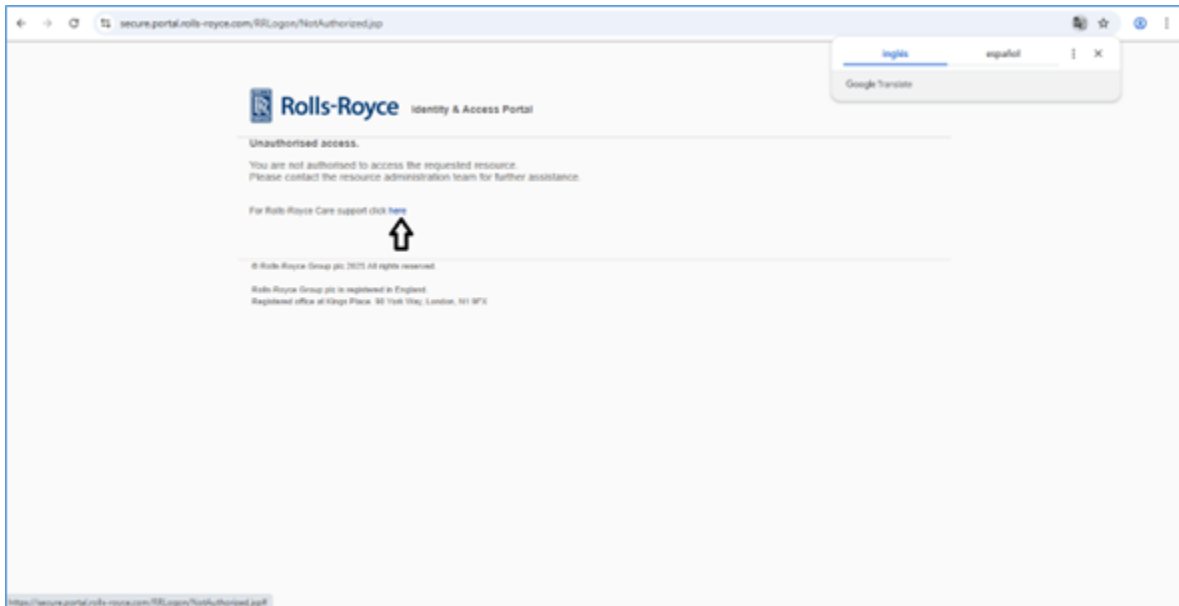 secure.portal.rolls-royce.com/RRLogon/NotAuthorized.jsp
inglés español
Google Translate
Rolls-Royce Identity & Access Portal
Unauthorised access.
You are not authorised to access the requested resource.
Please contact the resource administration team for further assistance.
For Rolls-Royce Care support click here
© Rolls-Royce Group plc 2025 All rights reserved.
Rolls-Royce Group plc is registered in England.
Registered office at Kings Place, 90 York Way, London, N1 9FX
https://secure.portal.rolls-royce.com/RRLogon/NotAuthorized.jsp#